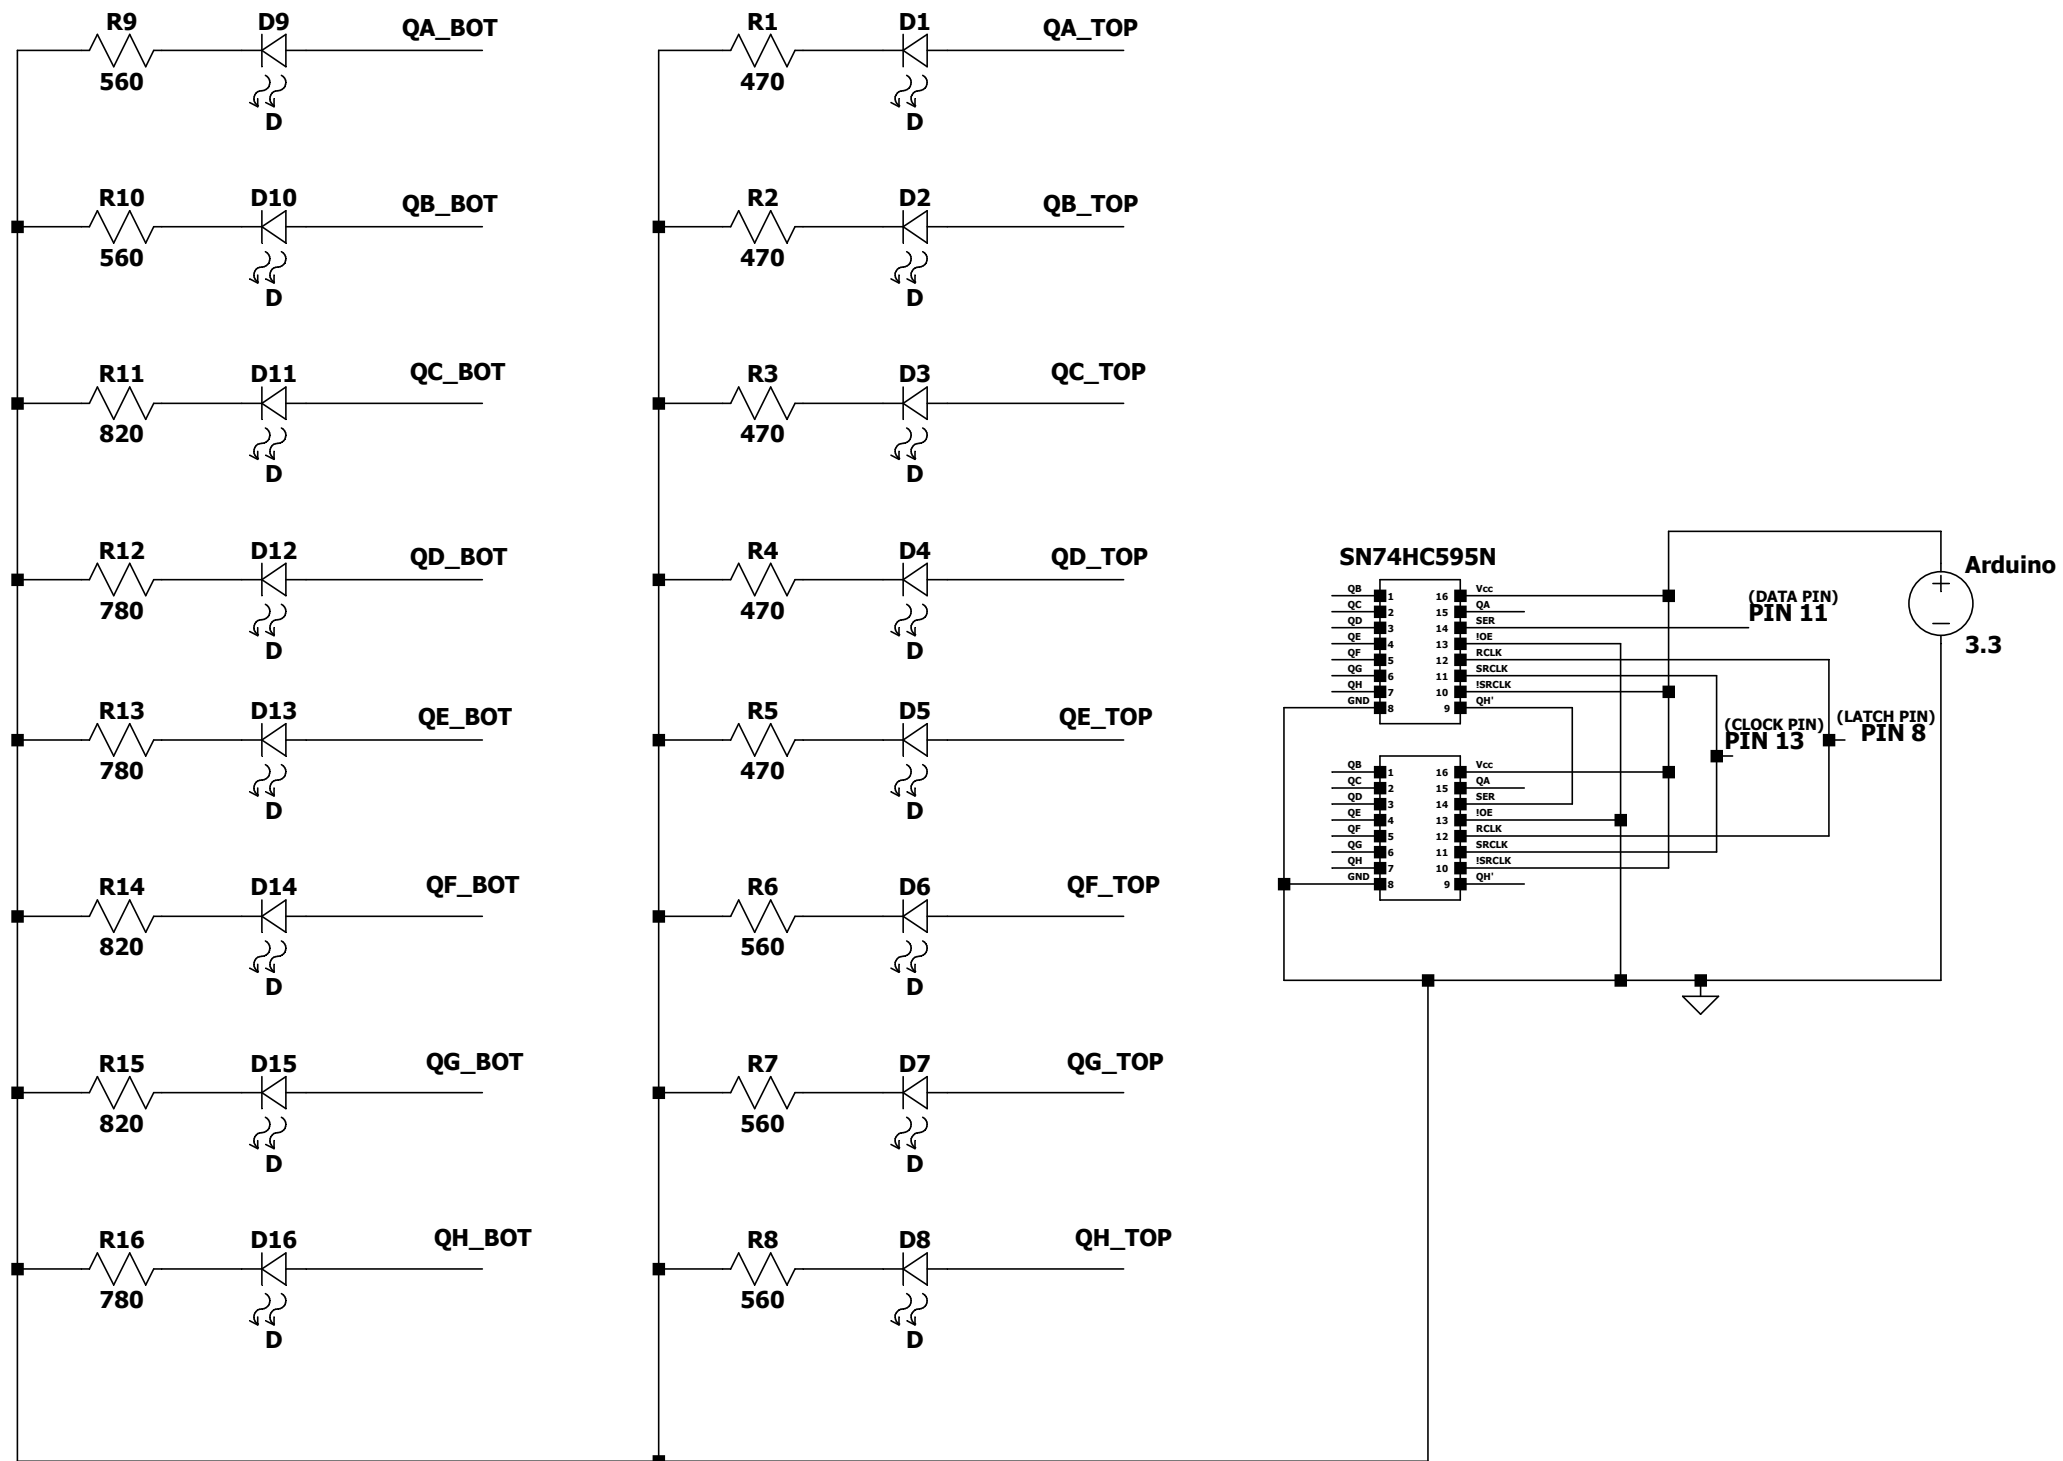 R9 D9 QA_BOT
560
D
R10 D10 QB_BOT
560
D
R11 D11 QC_BOT
820
D
R12 D12 QD_BOT
780
D
R13 D13 QE_BOT
780
D
R14 D14 QF_BOT
820
D
R15 D15 QG_BOT
820
D
R16 D16 QH_BOT
780
D
R1 D1 QA_TOP
470
D
R2 D2 QB_TOP
470
D
R3 D3 QC_TOP
470
D
R4 D4 QD_TOP
470
D
R5 D5 QE_TOP
470
D
R6 D6 QF_TOP
560
D
R7 D7 QG_TOP
560
D
R8 D8 QH_TOP
560
D
SN74HC595N
QB 1 16 Vcc
QC 2 15 QA
QD 3 14 SER
QE 4 13 !OE
QF 5 12 RCLK
QG 6 11 SRCLK
QH 7 10 !SRCLK
GND 8 9 QH'
QB 1 16 Vcc
QC 2 15 QA
QD 3 14 SER
QE 4 13 !OE
QF 5 12 RCLK
QG 6 11 SRCLK
QH 7 10 !SRCLK
GND 8 9 QH'
(DATA PIN)
PIN 11
(CLOCK PIN)
PIN 13
(LATCH PIN)
PIN 8
Arduino
3.3